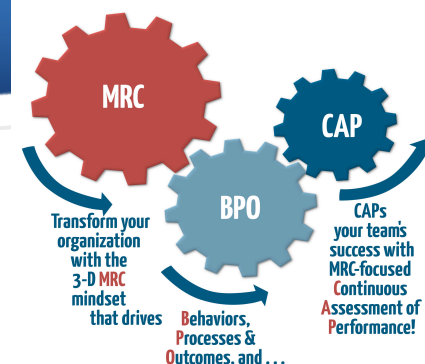 MRC
CAP
BPO
Transform your
organization
with the
3-D MRC
mindset
that drives
Behaviors,
Processes &
Outcomes, and . . .
CAPs
your team's
success with
MRC-focused
Continuous
Assessment of
Performance!